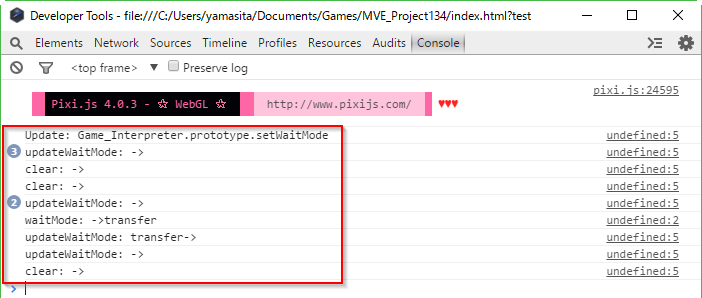 Developer Tools - file:///C:/Users/yamasita/Documents/Games/MVE_Project134/index.html?test
Elements Network Sources Timeline Profiles Resources Audits Console
<top frame> ▼ Preserve log
pixi.js:24595
Pixi.js 4.0.3 - ☆ WebGL ☆ http://www.pixijs.com/ ♥♥♥
Update: Game_Interpreter.prototype.setWaitMode undefined:5
3 updateWaitMode: -> undefined:5
clear: -> undefined:5
clear: -> undefined:5
2 updateWaitMode: -> undefined:5
waitMode: ->transfer undefined:2
updateWaitMode: transfer-> undefined:5
updateWaitMode: -> undefined:5
clear: -> undefined:5
>